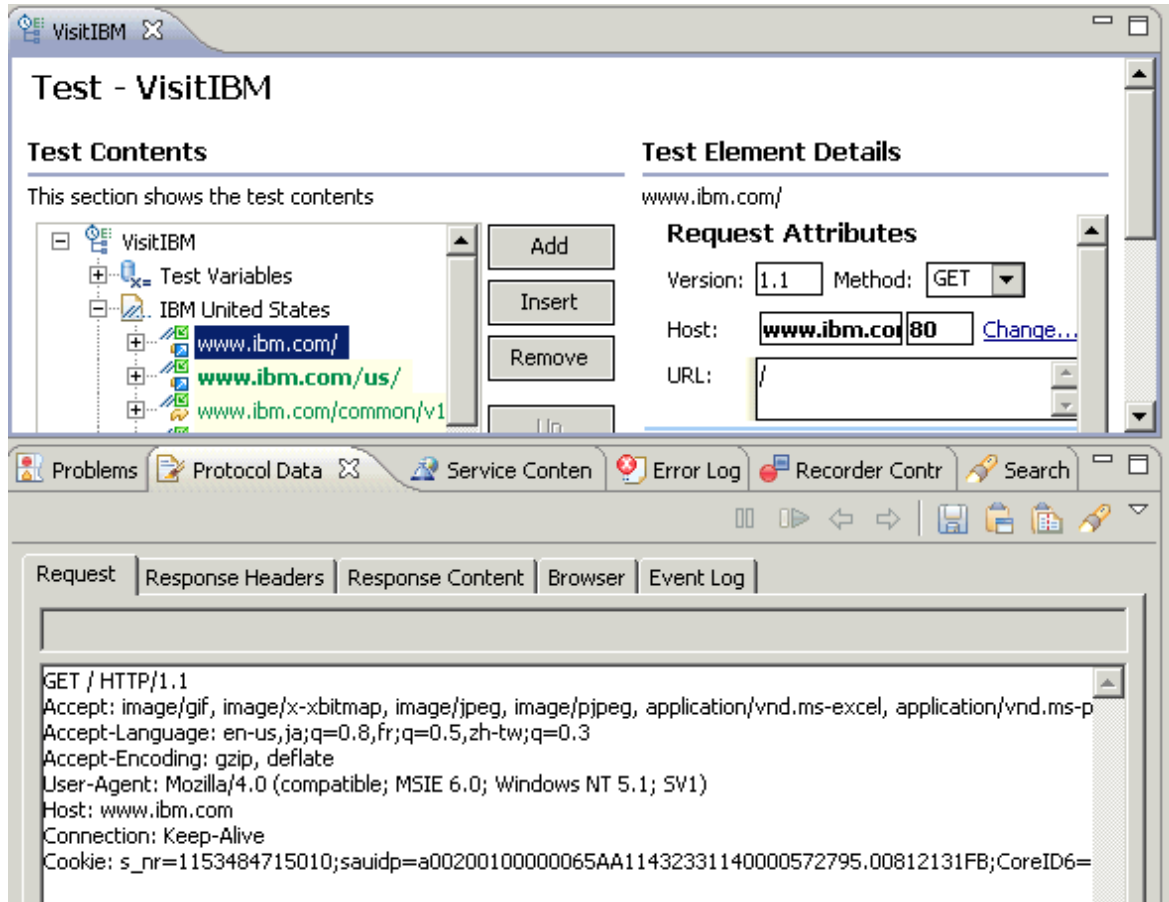 VisitIBM
Test - VisitIBM
Test Contents
This section shows the test contents
VisitIBM
Test Variables
IBM United States
www.ibm.com/
www.ibm.com/us/
www.ibm.com/common/v1
Add
Insert
Remove
Up
Test Element Details
www.ibm.com/
Request Attributes
Version: 1.1 Method: GET
Host: www.ibm.co 80 Change...
URL: /
Problems Protocol Data Service Conten Error Log Recorder Contr Search
Request Response Headers Response Content Browser Event Log
GET / HTTP/1.1
Accept: image/gif, image/x-xbitmap, image/jpeg, image/pjpeg, application/vnd.ms-excel, application/vnd.ms-p
Accept-Language: en-us,ja;q=0.8,fr;q=0.5,zh-tw;q=0.3
Accept-Encoding: gzip, deflate
User-Agent: Mozilla/4.0 (compatible; MSIE 6.0; Windows NT 5.1; SV1)
Host: www.ibm.com
Connection: Keep-Alive
Cookie: s_nr=1153484715010;sauidp=a00200100000065AA11432331140000572795.00812131FB;CoreID6=